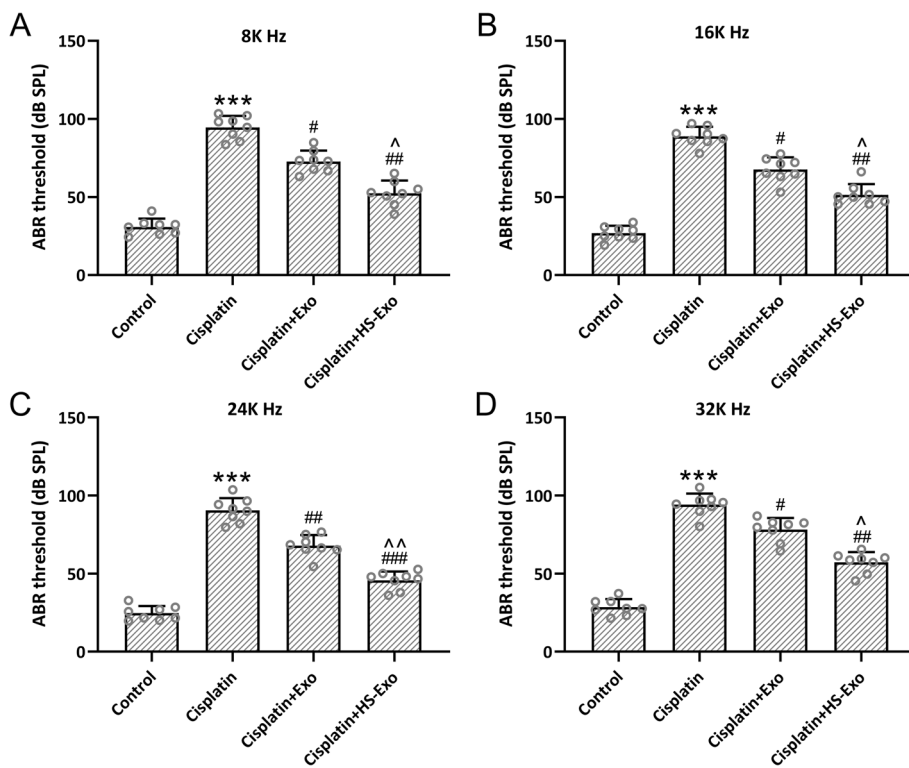 A
8K Hz
ABR threshold (dB SPL)
150
100
50
0
***
#
^
##
Control
Cisplatin
Cisplatin+Exo
Cisplatin+HS-Exo
B
16K Hz
ABR threshold (dB SPL)
150
100
50
0
***
#
^
##
Control
Cisplatin
Cisplatin+Exo
Cisplatin+HS-Exo
C
24K Hz
ABR threshold (dB SPL)
150
100
50
0
***
##
^^
###
Control
Cisplatin
Cisplatin+Exo
Cisplatin+HS-Exo
D
32K Hz
ABR threshold (dB SPL)
150
100
50
0
***
#
^
##
Control
Cisplatin
Cisplatin+Exo
Cisplatin+HS-Exo